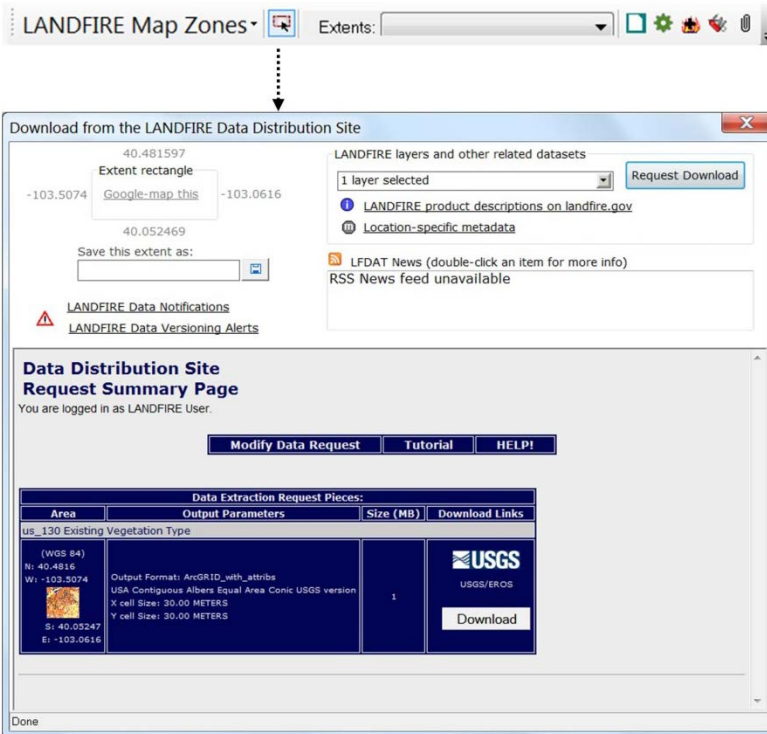 LANDFIRE Map Zones
Extents:
Download from the LANDFIRE Data Distribution Site
X
40.481597
Extent rectangle
-103.5074 Google-map this -103.0616
40.052469
Save this extent as:
LANDFIRE Data Notifications
LANDFIRE Data Versioning Alerts
LANDFIRE layers and other related datasets
1 layer selected
Request Download
LANDFIRE product descriptions on landfire.gov
Location-specific metadata
LFDAT News (double-click an item for more info)
RSS News feed unavailable
Data Distribution Site
Request Summary Page
You are logged in as LANDFIRE User.
Modify Data Request Tutorial HELP!
Data Extraction Request Pieces:
Area Output Parameters Size (MB) Download Links
us_130 Existing Vegetation Type
(WGS 84)
N: 40.4816
W: -103.5074
S: 40.05247
E: -103.0616
Output Format: ArcGRID_with_attribs
USA Contiguous Albers Equal Area Conic USGS version
X cell Size: 30.00 METERS
Y cell Size: 30.00 METERS
1
USGS
USGS/EROS
Download
Done